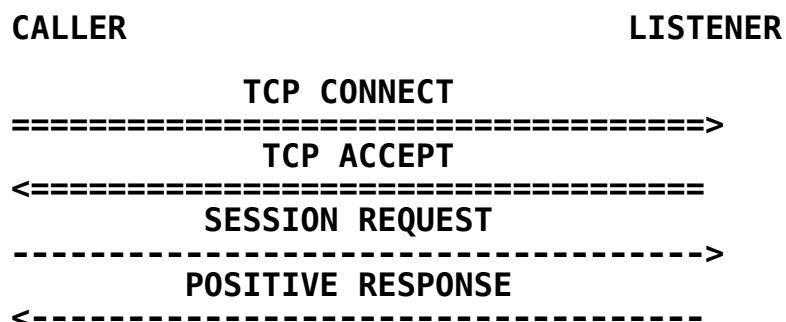 CALLER LISTENER
TCP CONNECT
====================================>
TCP ACCEPT
<===================================
SESSION REQUEST
------------------------------------>
POSITIVE RESPONSE
<-----------------------------------